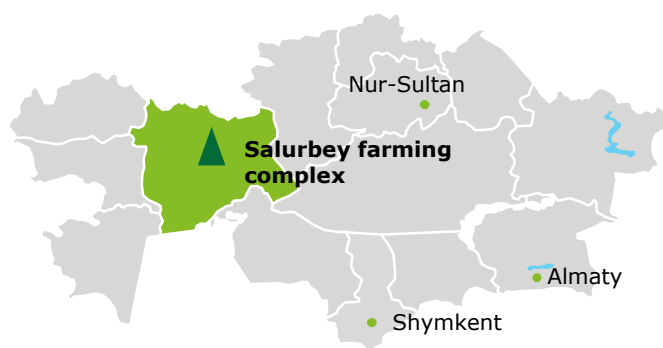 Nur-Sultan
Salurbey farming
complex
Almaty
Shymkent